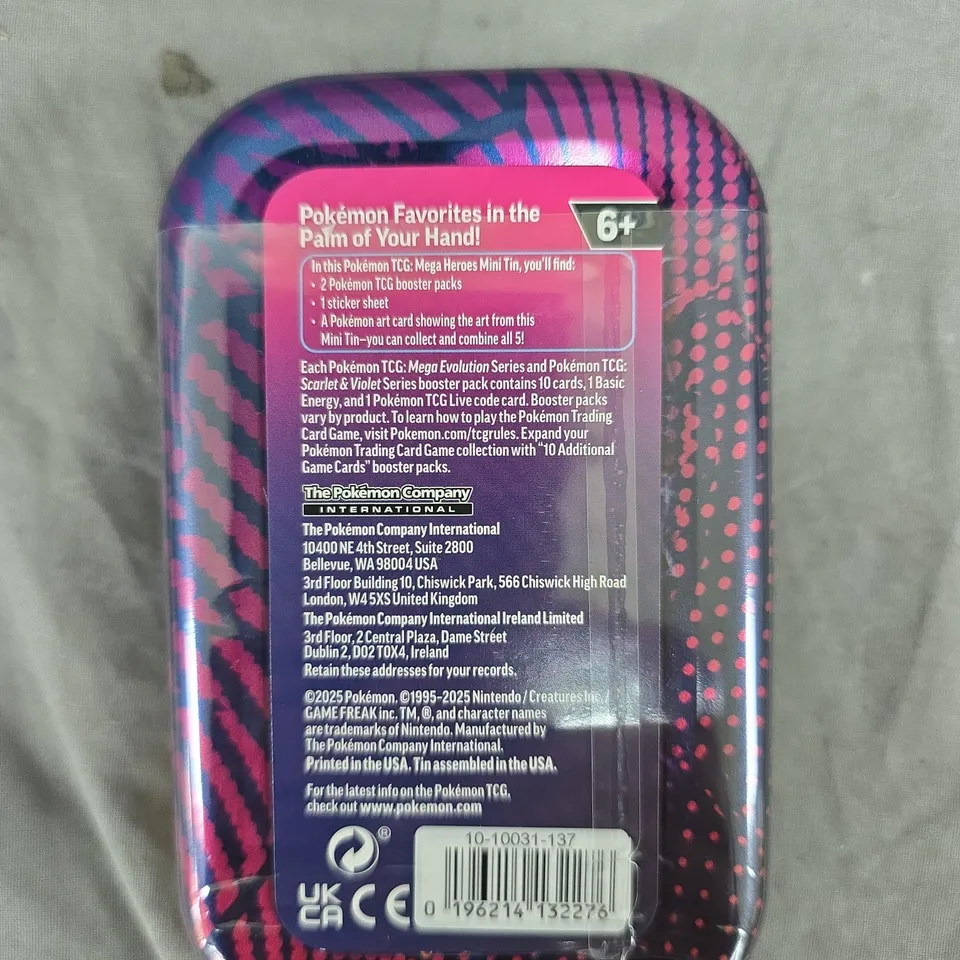 Pokémon Favorites in the
Palm of Your Hand!
6+
In this Pokémon TCG: Mega Heroes Mini Tin, you'll find:
• 2 Pokémon TCG booster packs
• 1 sticker sheet
• A Pokémon art card showing the art from this
Mini Tin—you can collect and combine all 5!
Each Pokémon TCG: Mega Evolution Series and Pokémon TCG:
Scarlet & Violet Series booster pack contains 10 cards, 1 Basic
Energy, and 1 Pokémon TCG Live code card. Booster packs
vary by product. To learn how to play the Pokémon Trading
Card Game, visit Pokemon.com/tcgrules. Expand your
Pokémon Trading Card Game collection with "10 Additional
Game Cards" booster packs.
The Pokémon Company
INTERNATIONAL
The Pokémon Company International
10400 NE 4th Street, Suite 2800
Bellevue, WA 98004 USA
3rd Floor Building 10, Chiswick Park, 566 Chiswick High Road
London, W4 5XS United Kingdom
The Pokémon Company International Ireland Limited
3rd Floor, 2 Central Plaza, Dame Street
Dublin 2, D02 T0X4, Ireland
Retain these addresses for your records.
©2025 Pokémon. ©1995–2025 Nintendo / Creatures Inc. /
GAME FREAK inc. TM, ®, and character names
are trademarks of Nintendo. Manufactured by
The Pokémon Company International.
Printed in the USA. Tin assembled in the USA.
For the latest info on the Pokémon TCG,
check out www.pokemon.com
®
UK
CA CE
10-10031-137
0 196214 132276